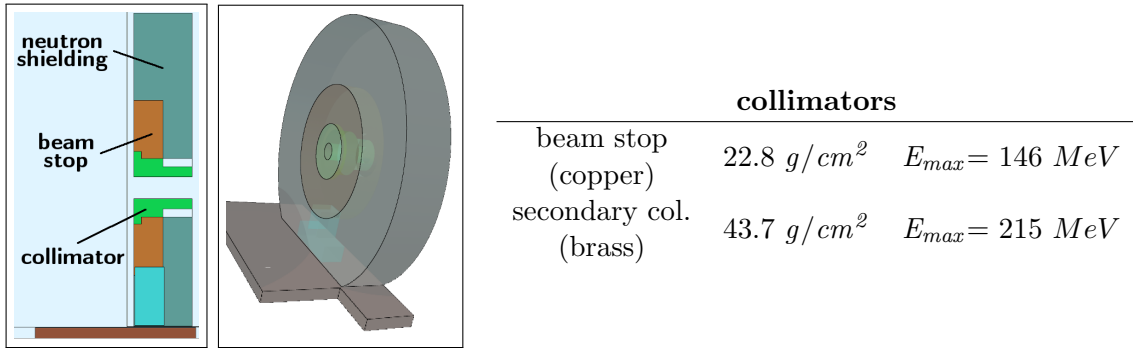 neutron
shielding
beam
stop
collimator
collimators
beam stop
(copper)
22.8 g/cm² E_max= 146 MeV
secondary col.
(brass)
43.7 g/cm² E_max= 215 MeV